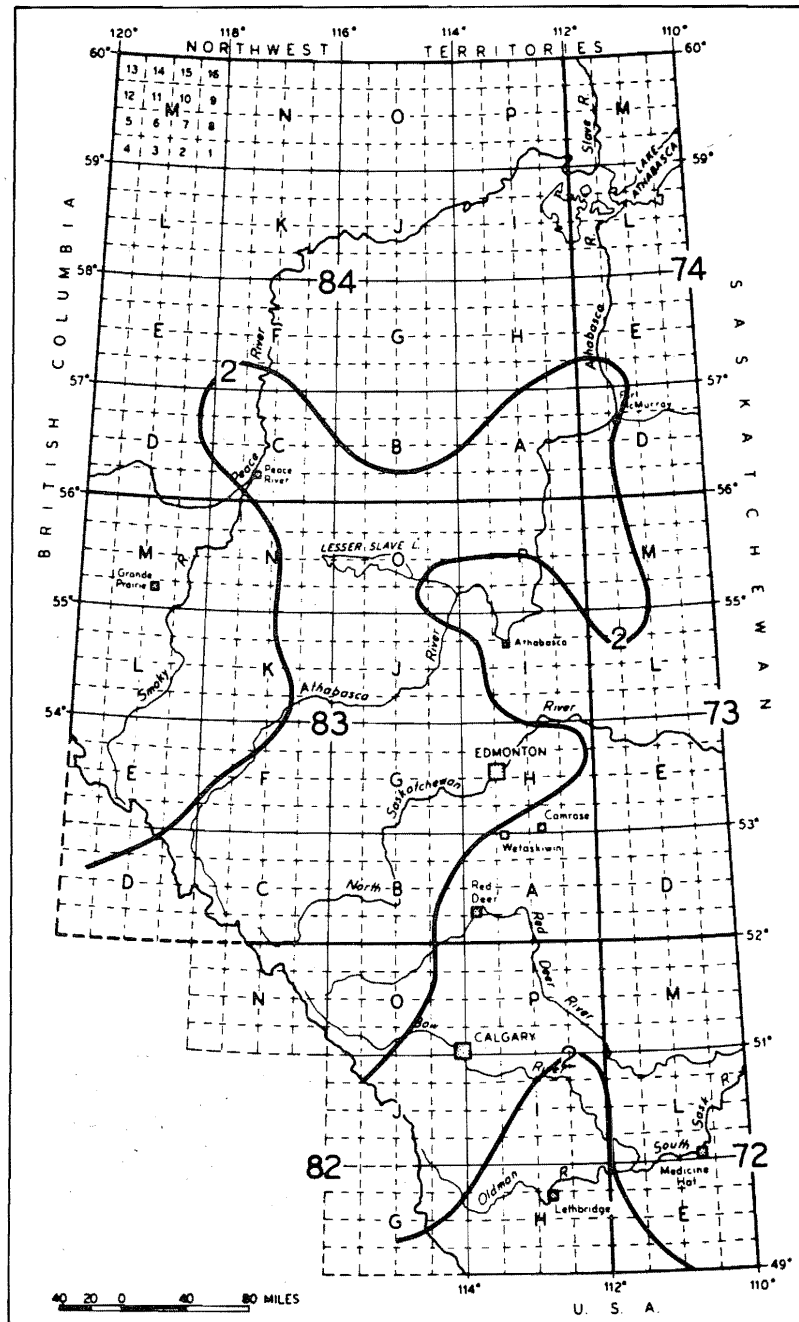 120° 118° 116° 114° 112° 110°
NORTHWEST TERRITORIES
60° 60°
13 14 15 16
12 11 10 9
5 6 7 8
4 3 2 1
M N O P M
Slave R.
59° 59°
LAKE ATHABASCA
L K J I L
R.
58° 84 74
BRITISH COLUMBIA
SASKATCHEWAN
E F G H E
River
Athabasca
2
57° 57°
Fort McMurray
D C B A D
Peace
Peace River
56° 56°
M N O P M
LESSER SLAVE L.
R.
Grande Prairie
55° 55°
Athabasca
2
L K J I L
River
Smoky
Athabasca
River
54° 83 73
EDMONTON
E F G H E
Saskatchewan
Camrose
53° 53°
Wetaskiwin
D C B A D
North
Red Deer
Red
52°
Deer
N O P M
River
Bow
CALGARY
O
51°
River
J I L
R.
Sask
South
82 72
Medicine Hat
Oldman
R.
Lethbridge
G H E
49°
114° 112° 110°
40 20 0 40 80 MILES
U. S. A.